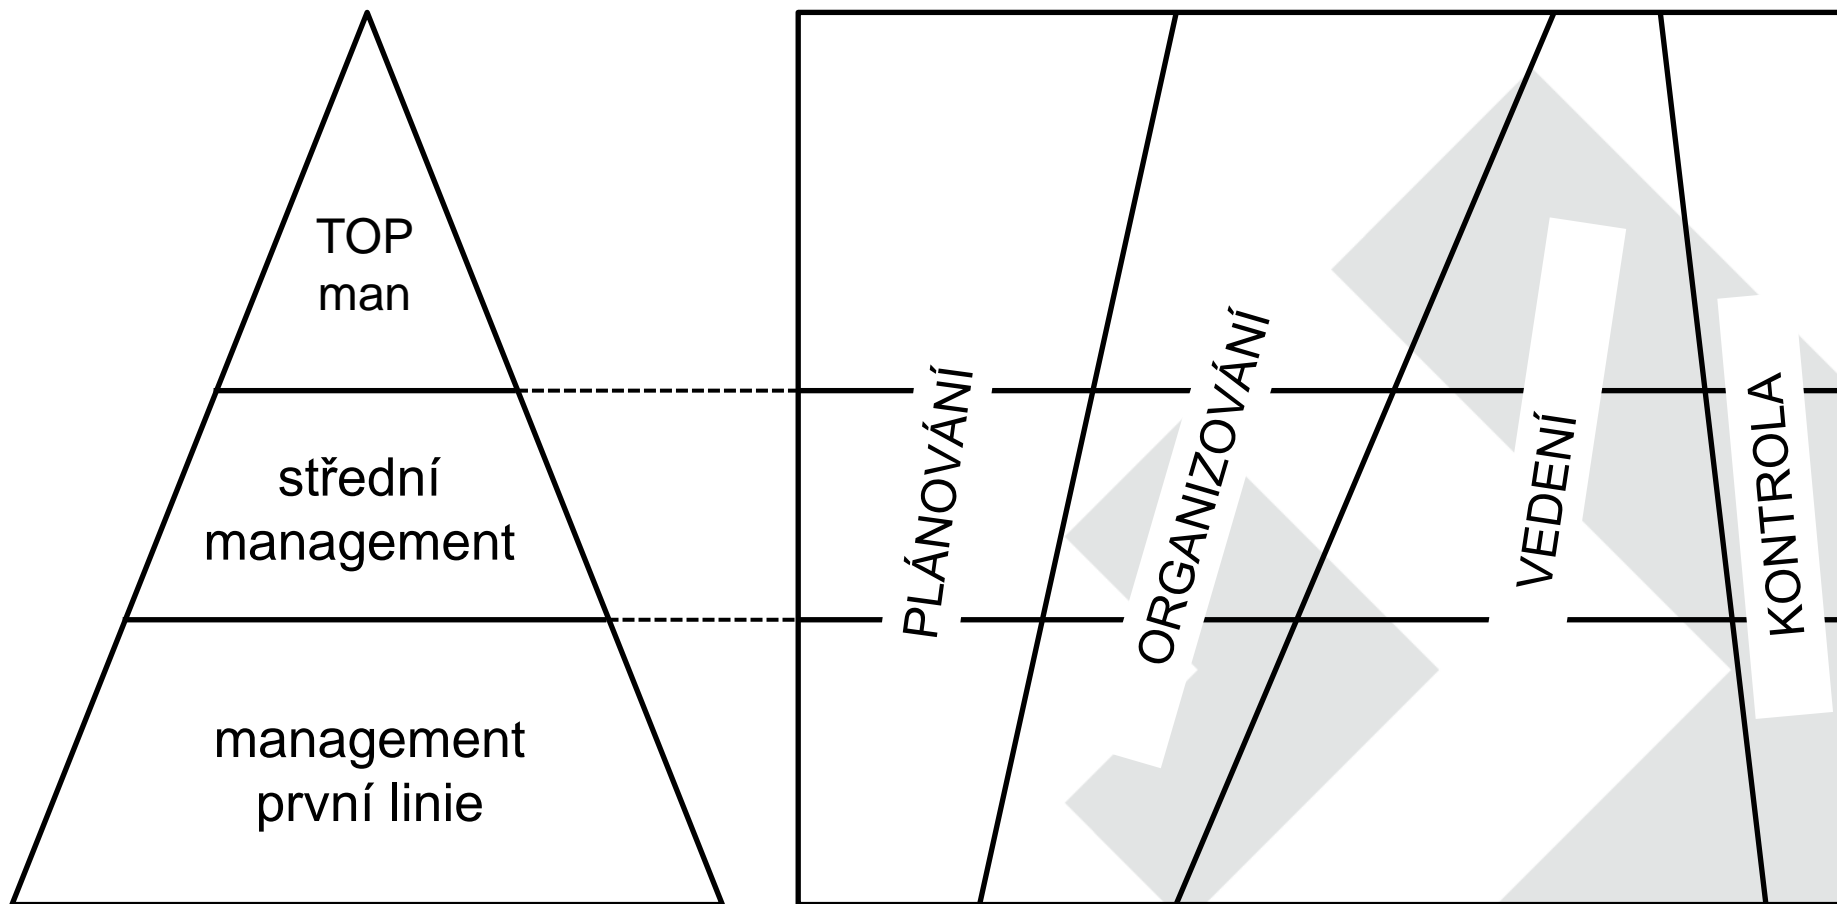 TOP
man
střední
management
management
první linie
PLÁNOVÁNÍ
ORGANIZOVÁNÍ
VEDENÍ
KONTROLA